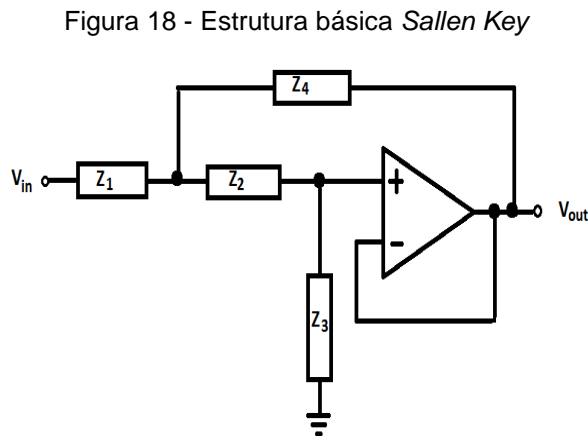 Figura 18 - Estrutura básica Sallen Key
Z4
Vin
Z1
Z2
+
Vout
-
Z3